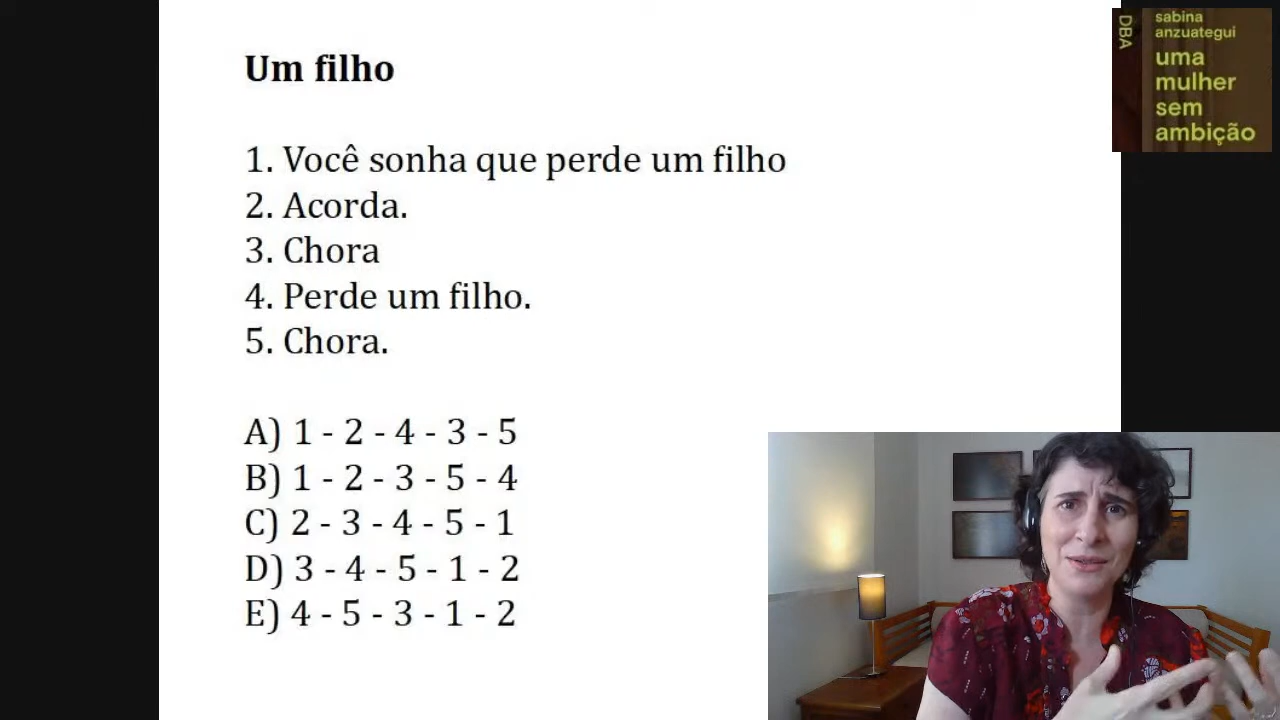 Um filho
1. Você sonha que perde um filho
2. Acorda.
3. Chora
4. Perde um filho.
5. Chora.
A) 1 - 2 - 4 - 3 - 5
B) 1 - 2 - 3 - 5 - 4
C) 2 - 3 - 4 - 5 - 1
D) 3 - 4 - 5 - 1 - 2
E) 4 - 5 - 3 - 1 - 2
DBA
sabina
anzuategui
uma
mulher
sem
ambição